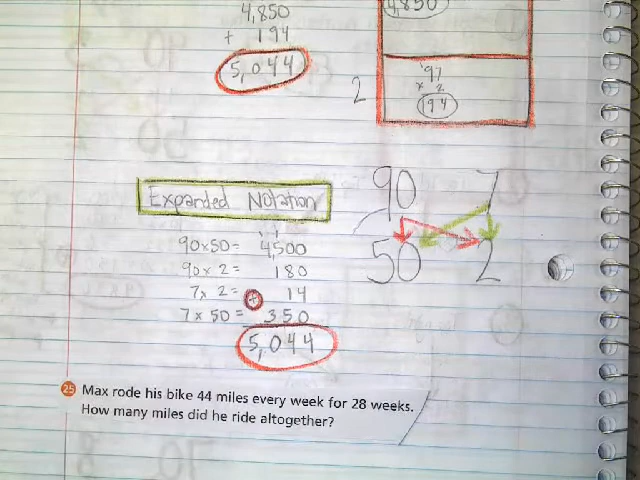 4,850
+ 194
5,044
4,850
97
x 2
194
2
Expanded Notation
90 7
50 2
90x50= 4,500
90x 2= 180
7x 2= + 14
7 x 50= 350
5,044
25 Max rode his bike 44 miles every week for 28 weeks.
How many miles did he ride altogether?